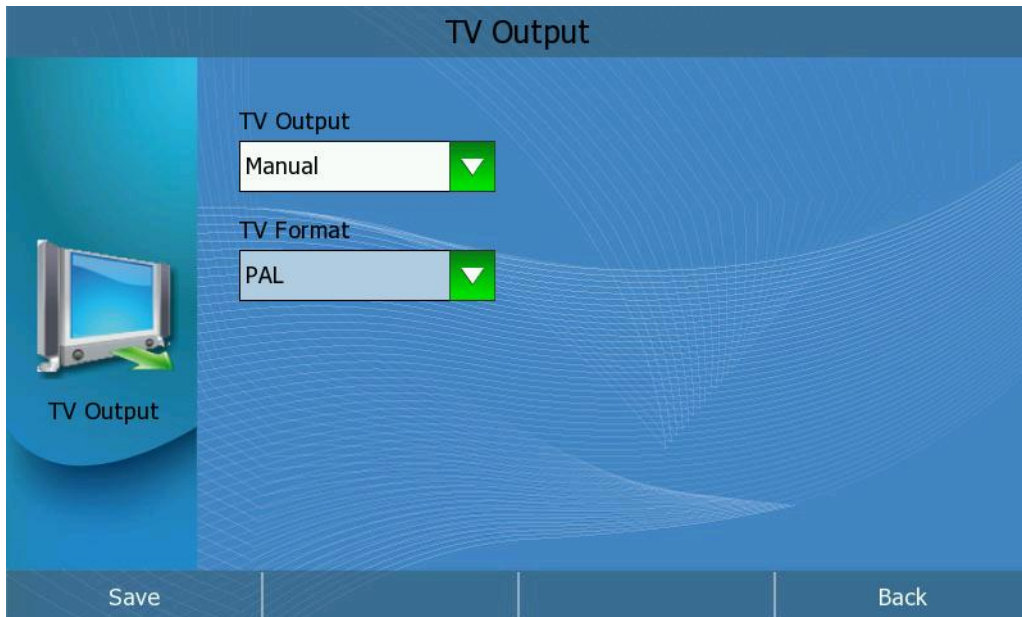 TV Output
TV Output
Manual
TV Format
PAL
TV Output
Save
Back